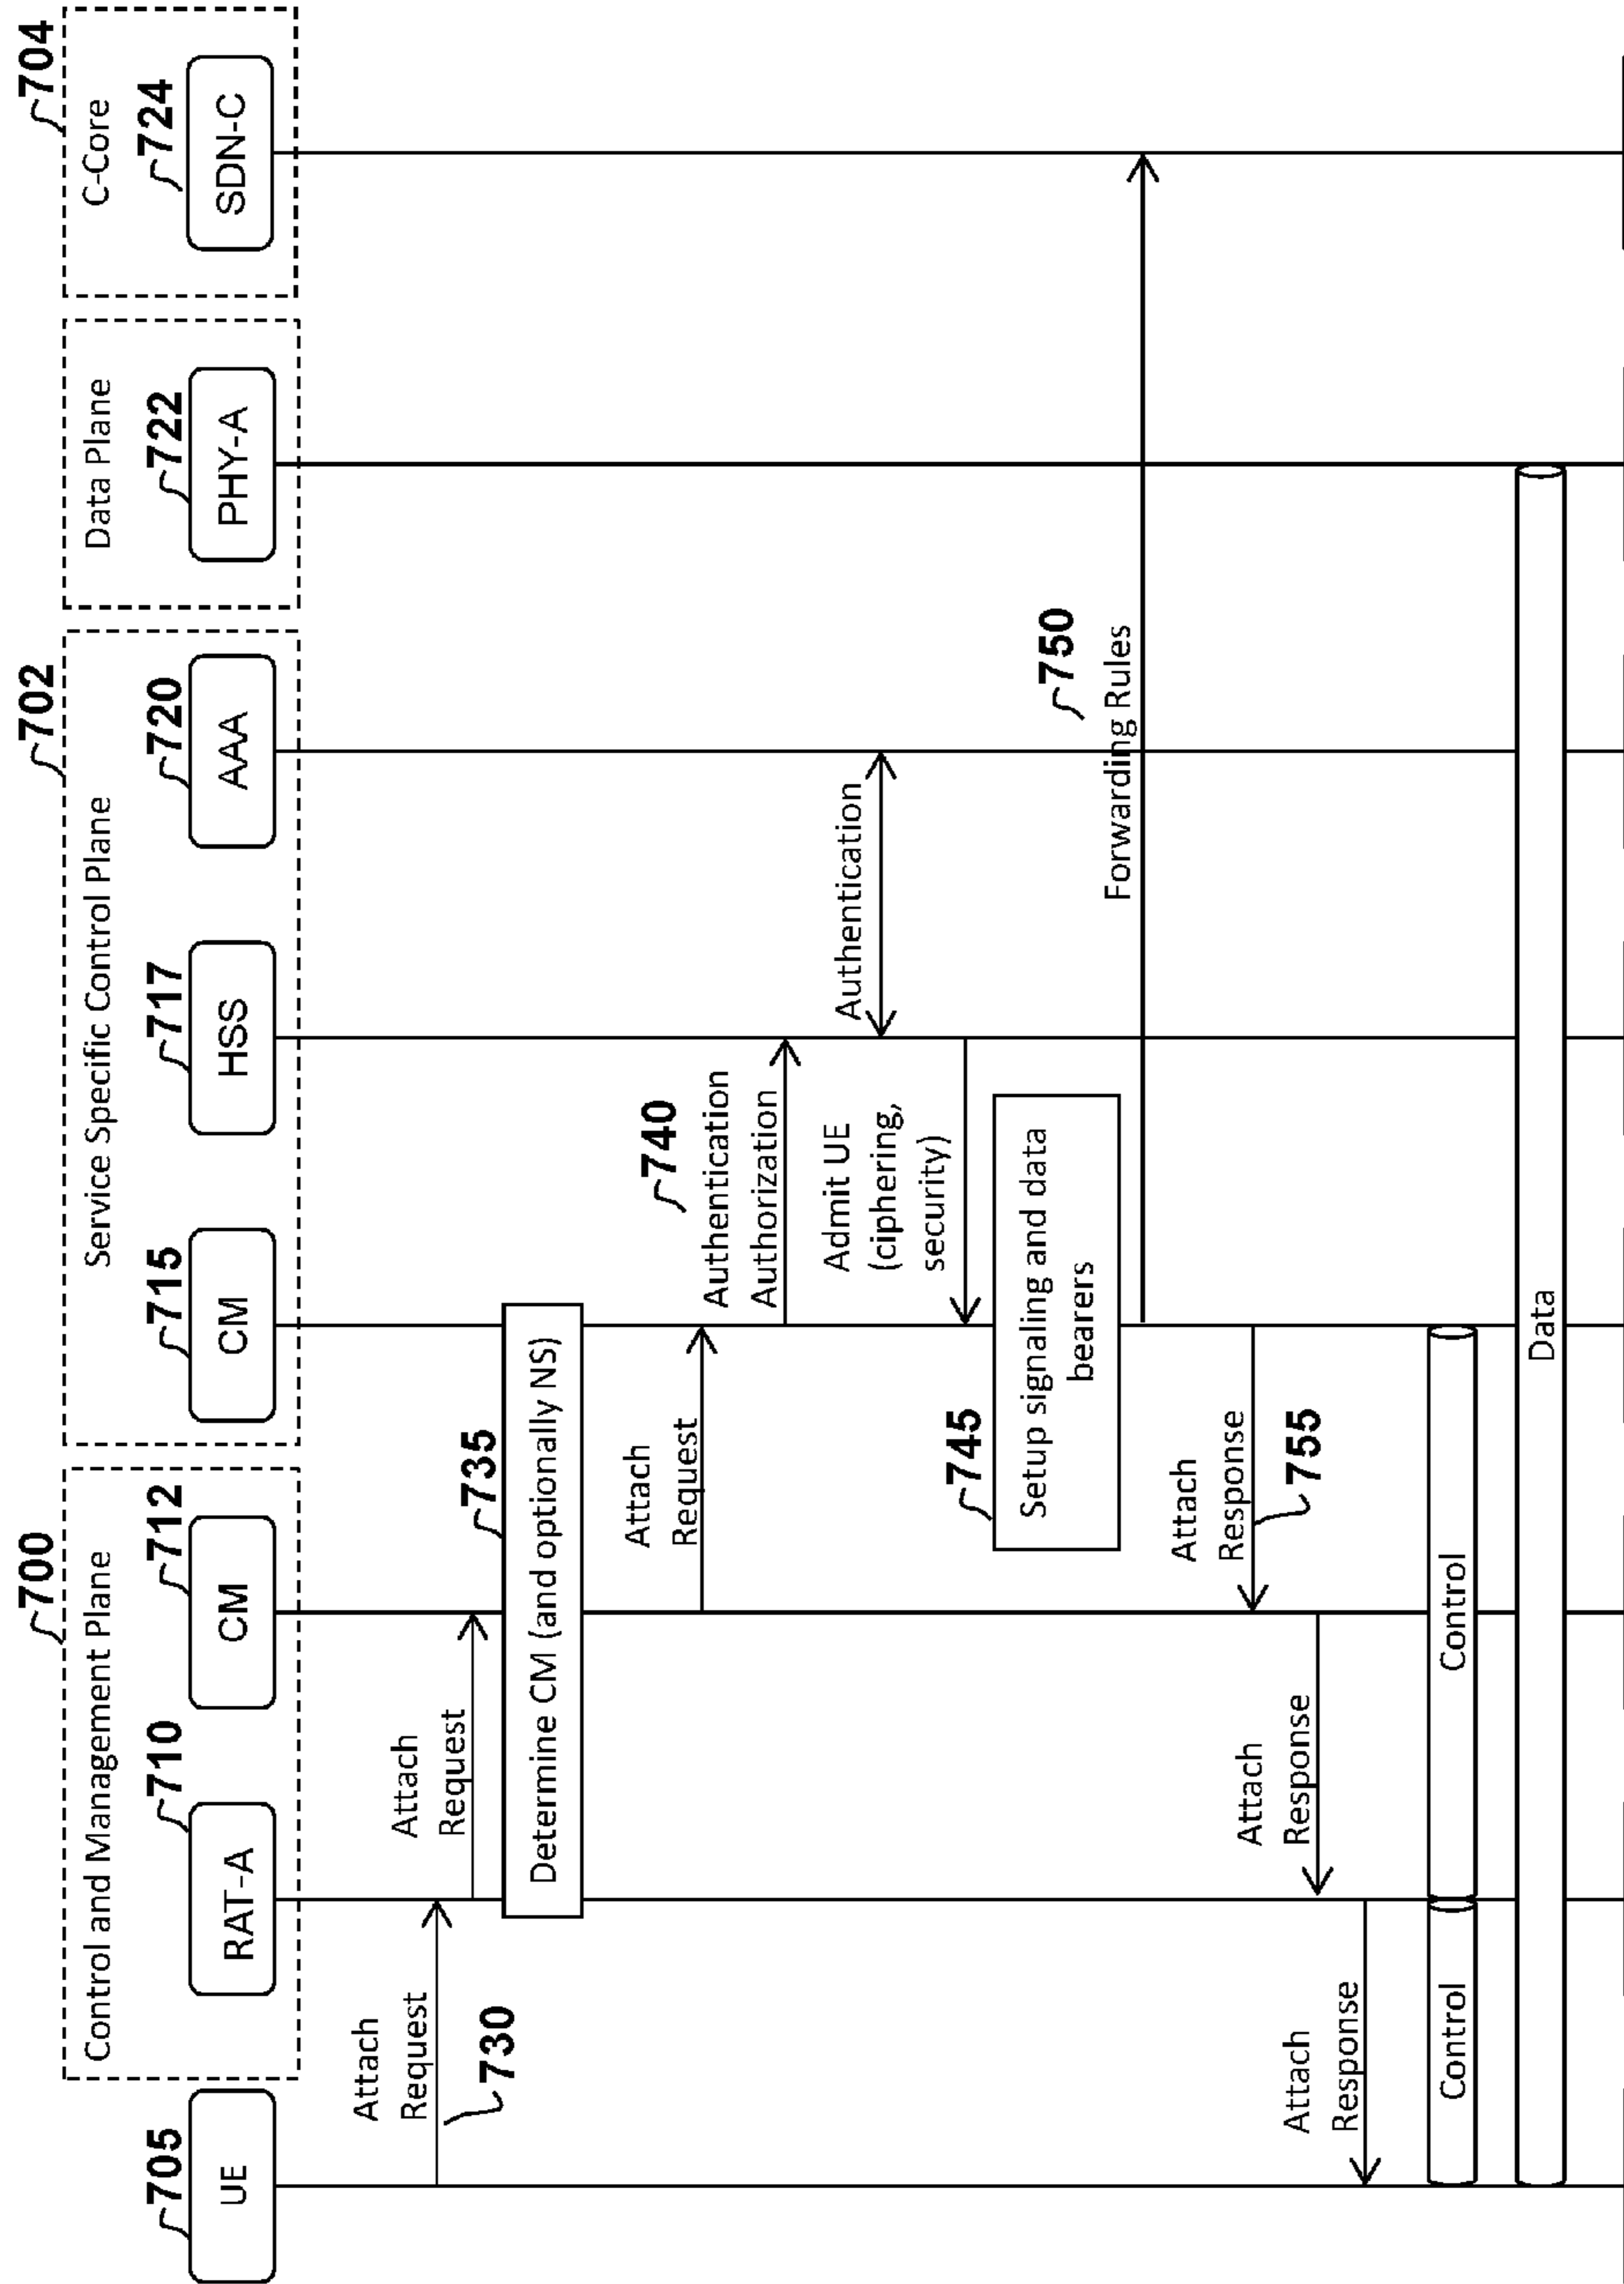 700
702
704
Control and Management Plane
Service Specific Control Plane
Data Plane
C-Core
705
710
712
715
717
720
722
724
UE
RAT-A
CM
CM
HSS
AAA
PHY-A
SDN-C
Attach
Request
730
Attach
Request
735
Determine CM (and optionally NS)
Attach
Request
740
Authentication
Authorization
Authentication
Admit UE
(ciphering,
security)
745
Setup signaling and data
bearers
750
Forwarding Rules
Attach
Response
755
Attach
Response
Attach
Response
Control
Control
Data